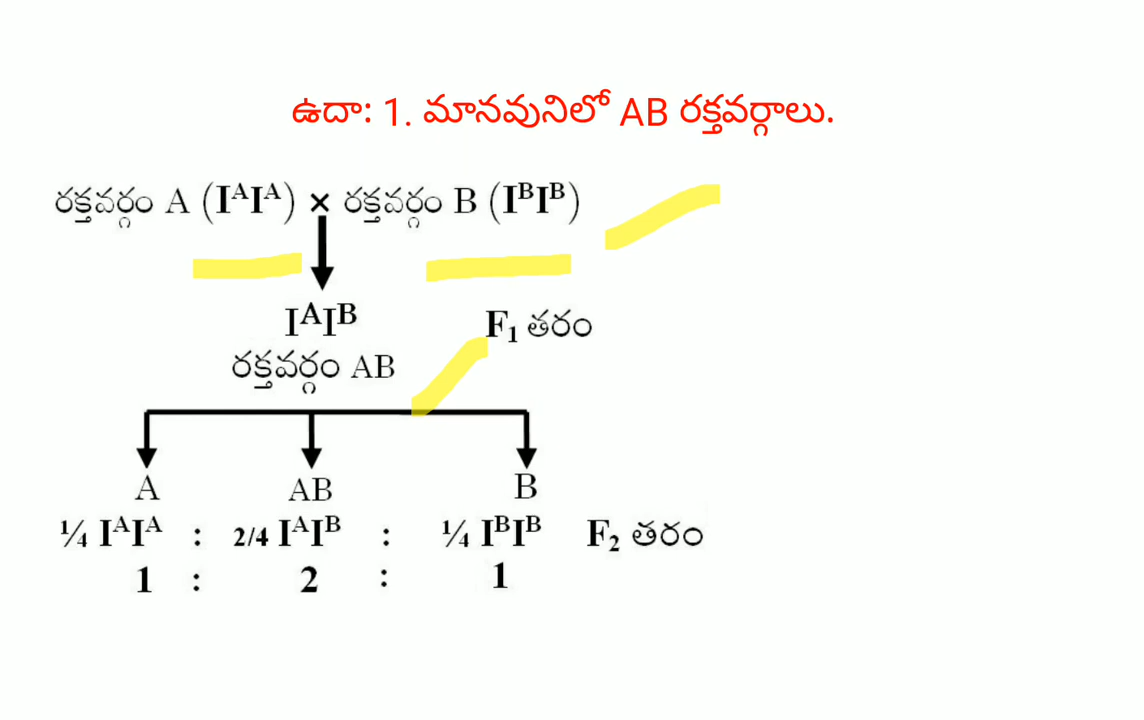 ఉదా: 1. మానవునిలో AB రక్తవర్గాలు.
రక్తవర్గం A (IᴬIᴬ) × రక్తవర్గం B (IᴮIᴮ)
IᴬIᴮ F₁ తరం
రక్తవర్గం AB
A AB B
¼ IᴬIᴬ : 2/4 IᴬIᴮ : ¼ IᴮIᴮ F₂ తరం
1 : 2 : 1